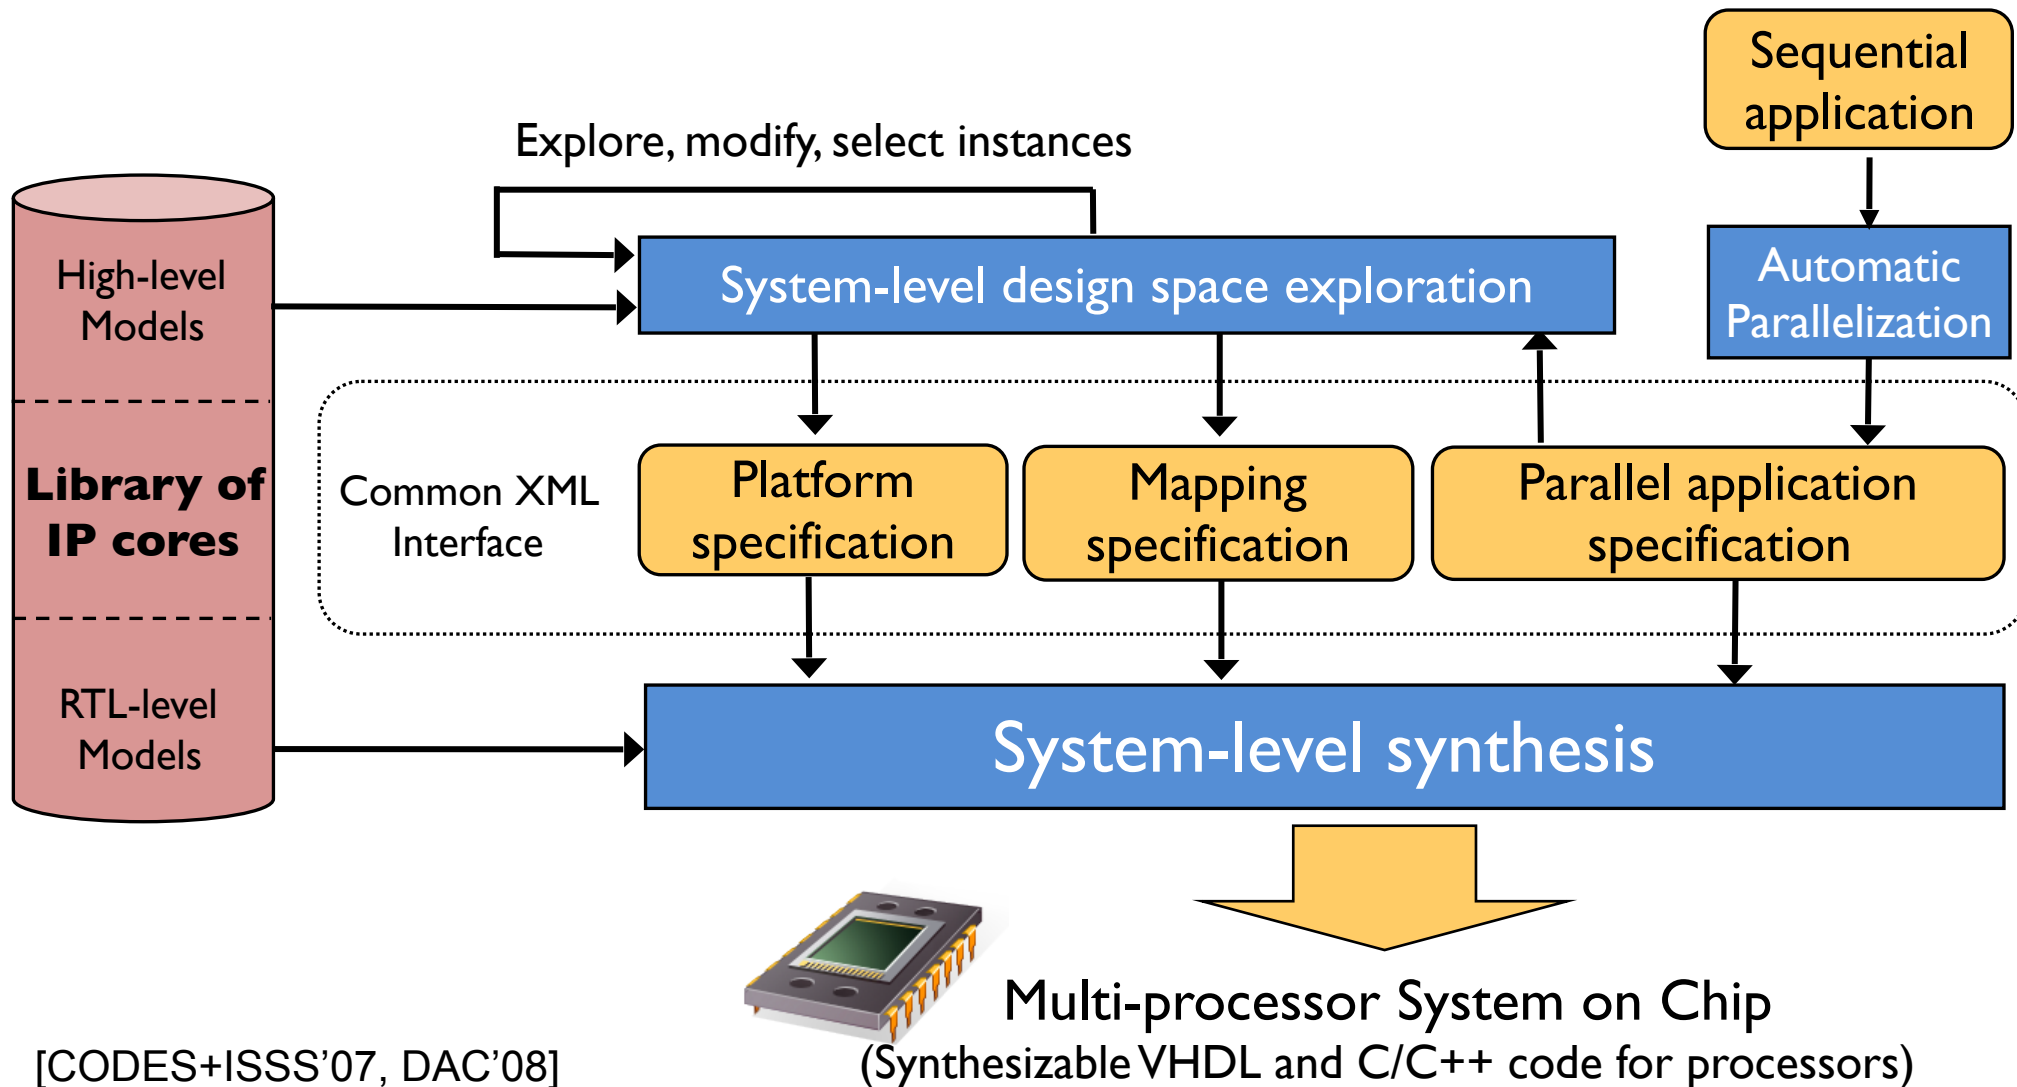 Sequential
application
Explore, modify, select instances
High-level
Models
System-level design space exploration
Automatic
Parallelization
Library of
IP cores
Common XML
Interface
Platform
specification
Mapping
specification
Parallel application
specification
RTL-level
Models
System-level synthesis
Multi-processor System on Chip
(Synthesizable VHDL and C/C++ code for processors)
[CODES+ISSS’07, DAC’08]